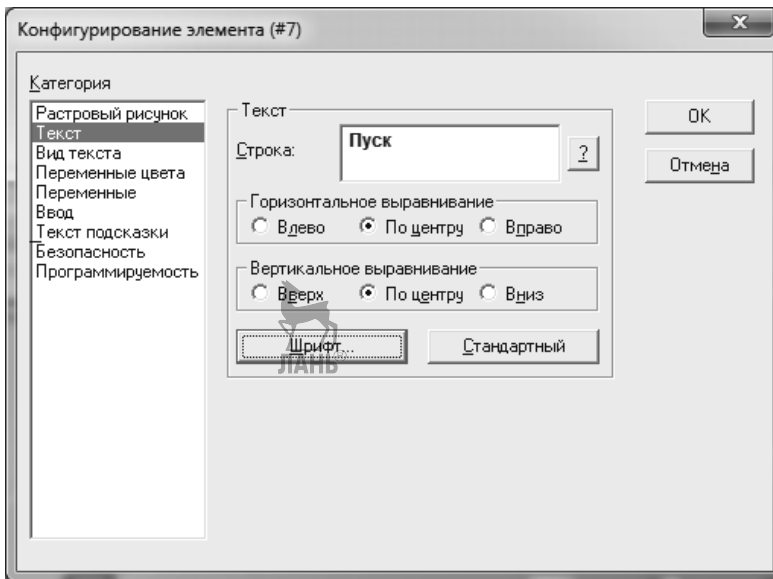 Конфигурирование элемента (#7)
Категория
Растровый рисунок
Текст
Вид текста
Переменные цвета
Переменные
Ввод
Текст подсказки
Безопасность
Программируемость
Текст
Строка:
Пуск
?
Горизонтальное выравнивание
Влево
По центру
Вправо
Вертикальное выравнивание
Вверх
По центру
Вниз
Шрифт...
Стандартный
ЛАНЬ®
OK
Отмена